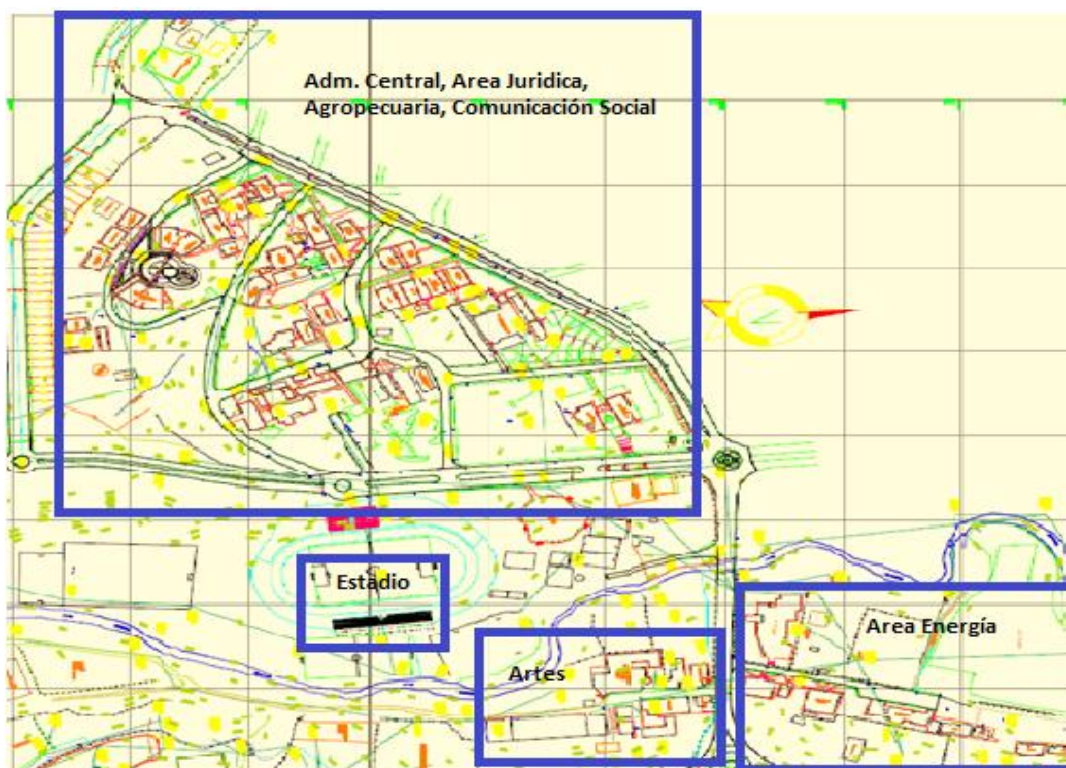 Adm. Central, Area Juridica,
Agropecuaria, Comunicación Social
Estadio
Area Energía
Artes